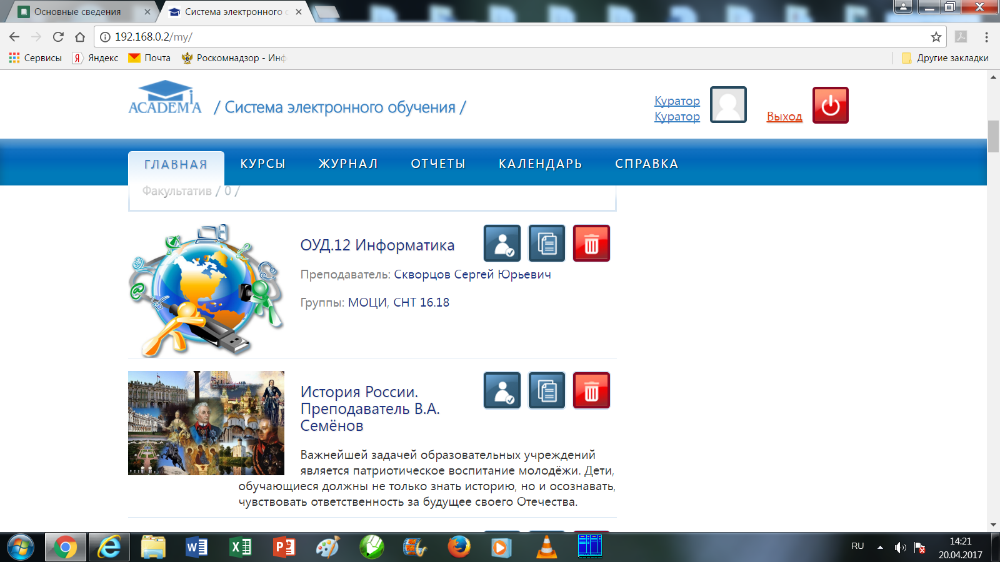 Основные сведения
Система электронного
192.168.0.2/my/
Сервисы
Яндекс
Почта
Роскомнадзор - Инф
Другие закладки
ACADEMiA
/ Система электронного обучения /
Куратор
Куратор
Выход
ГЛАВНАЯ
КУРСЫ
ЖУРНАЛ
ОТЧЕТЫ
КАЛЕНДАРЬ
СПРАВКА
Факультатив / 0 /
ОУД.12 Информатика
Преподаватель: Скворцов Сергей Юрьевич
Группы: МОЦИ, СНТ 16.18
История России.
Преподаватель В.А.
Семёнов
Важнейшей задачей образовательных учреждений
является патриотическое воспитание молодёжи. Дети,
обучающиеся должны не только знать историю, но и осознавать,
чувствовать ответственность за будущее своего Отечества.
RU
14:21
20.04.2017